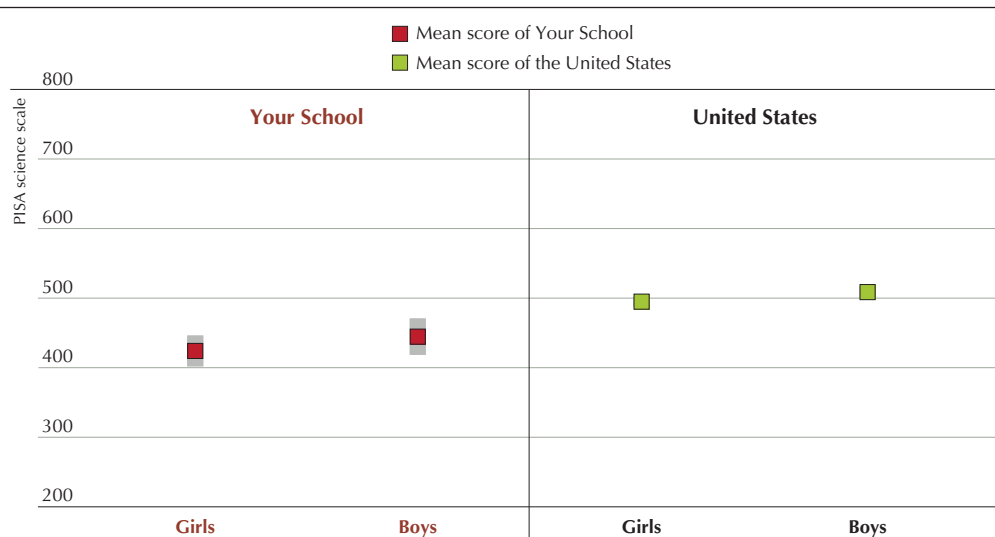 Mean score of Your School
Mean score of the United States
PISA science scale
800
Your School
United States
700
600
500
400
300
200
Girls
Boys
Girls
Boys